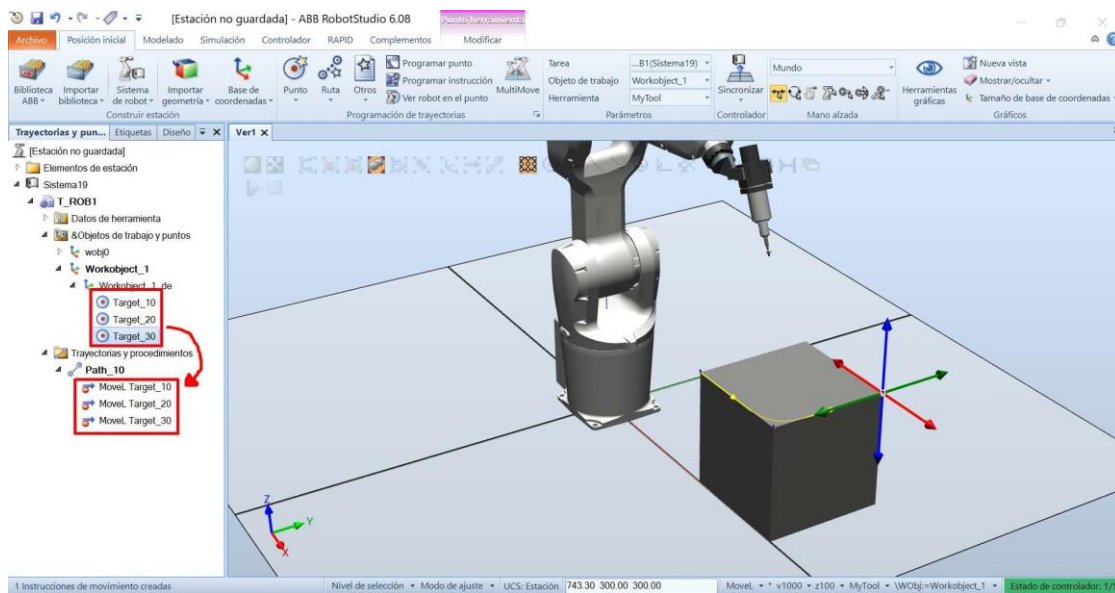 [Estación no guardada] - ABB RobotStudio 6.08
Punto herramienta
Archivo Posición inicial Modelado Simulación Controlador RAPID Complementos Modificar
Biblioteca ABB
Importar biblioteca
Sistema de robot
Importar geometría
Base de coordenadas
Construir estación
Punto
Ruta
Otros
Programar punto
Programar instrucción
Ver robot en el punto
MultiMove
Programación de trayectorias
Tarea ...B1(Sistema19)
Objeto de trabajo Workobject_1
Herramienta MyTool
Parámetros
Sincronizar
Controlador
Mundo
Mano alzada
Herramientas gráficas
Nueva vista
Mostrar/ocultar
Tamaño de base de coordenadas
Gráficos
Trayectorias y pun... Etiquetas Diseño
Ver1
[Estación no guardada]
Elementos de estación
Sistema19
T_ROB1
Datos de herramienta
&Objetos de trabajo y puntos
wobj0
Workobject_1
Workobject_1_de
Target_10
Target_20
Target_30
Trayectorias y procedimientos
Path_10
MoveL Target_10
MoveL Target_20
MoveL Target_30
Z
Y
X
1 Instrucciones de movimiento creadas
Nivel de selección Modo de ajuste UCS: Estación 743.30 300.00 300.00 MoveL * v1000 z100 MyTool \WObj:=Workobject_1 Estado de controlador: 1/1